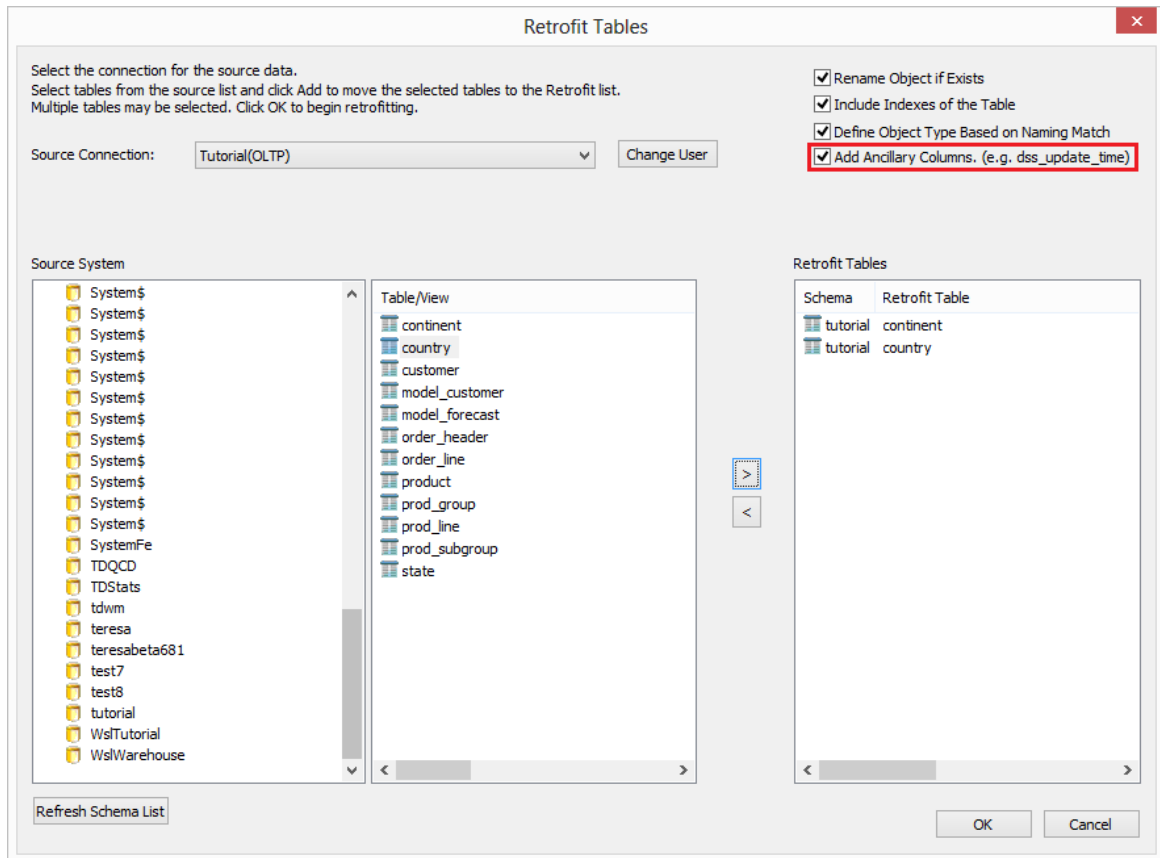 Retrofit Tables
Select the connection for the source data.
Select tables from the source list and click Add to move the selected tables to the Retrofit list.
Multiple tables may be selected. Click OK to begin retrofitting.
Rename Object if Exists
Include Indexes of the Table
Define Object Type Based on Naming Match
Add Ancillary Columns. (e.g. dss_update_time)
Source Connection:
Tutorial(OLTP)
Change User
Source System
System$
System$
System$
System$
System$
System$
System$
System$
System$
System$
System$
System$
SystemFe
TDQCD
TDStats
tdwm
teresa
teresabeta681
test7
test8
tutorial
WslTutorial
WslWarehouse
Table/View
continent
country
customer
model_customer
model_forecast
order_header
order_line
product
prod_group
prod_line
prod_subgroup
state
>
<
Retrofit Tables
Schema Retrofit Table
tutorial continent
tutorial country
Refresh Schema List
OK
Cancel